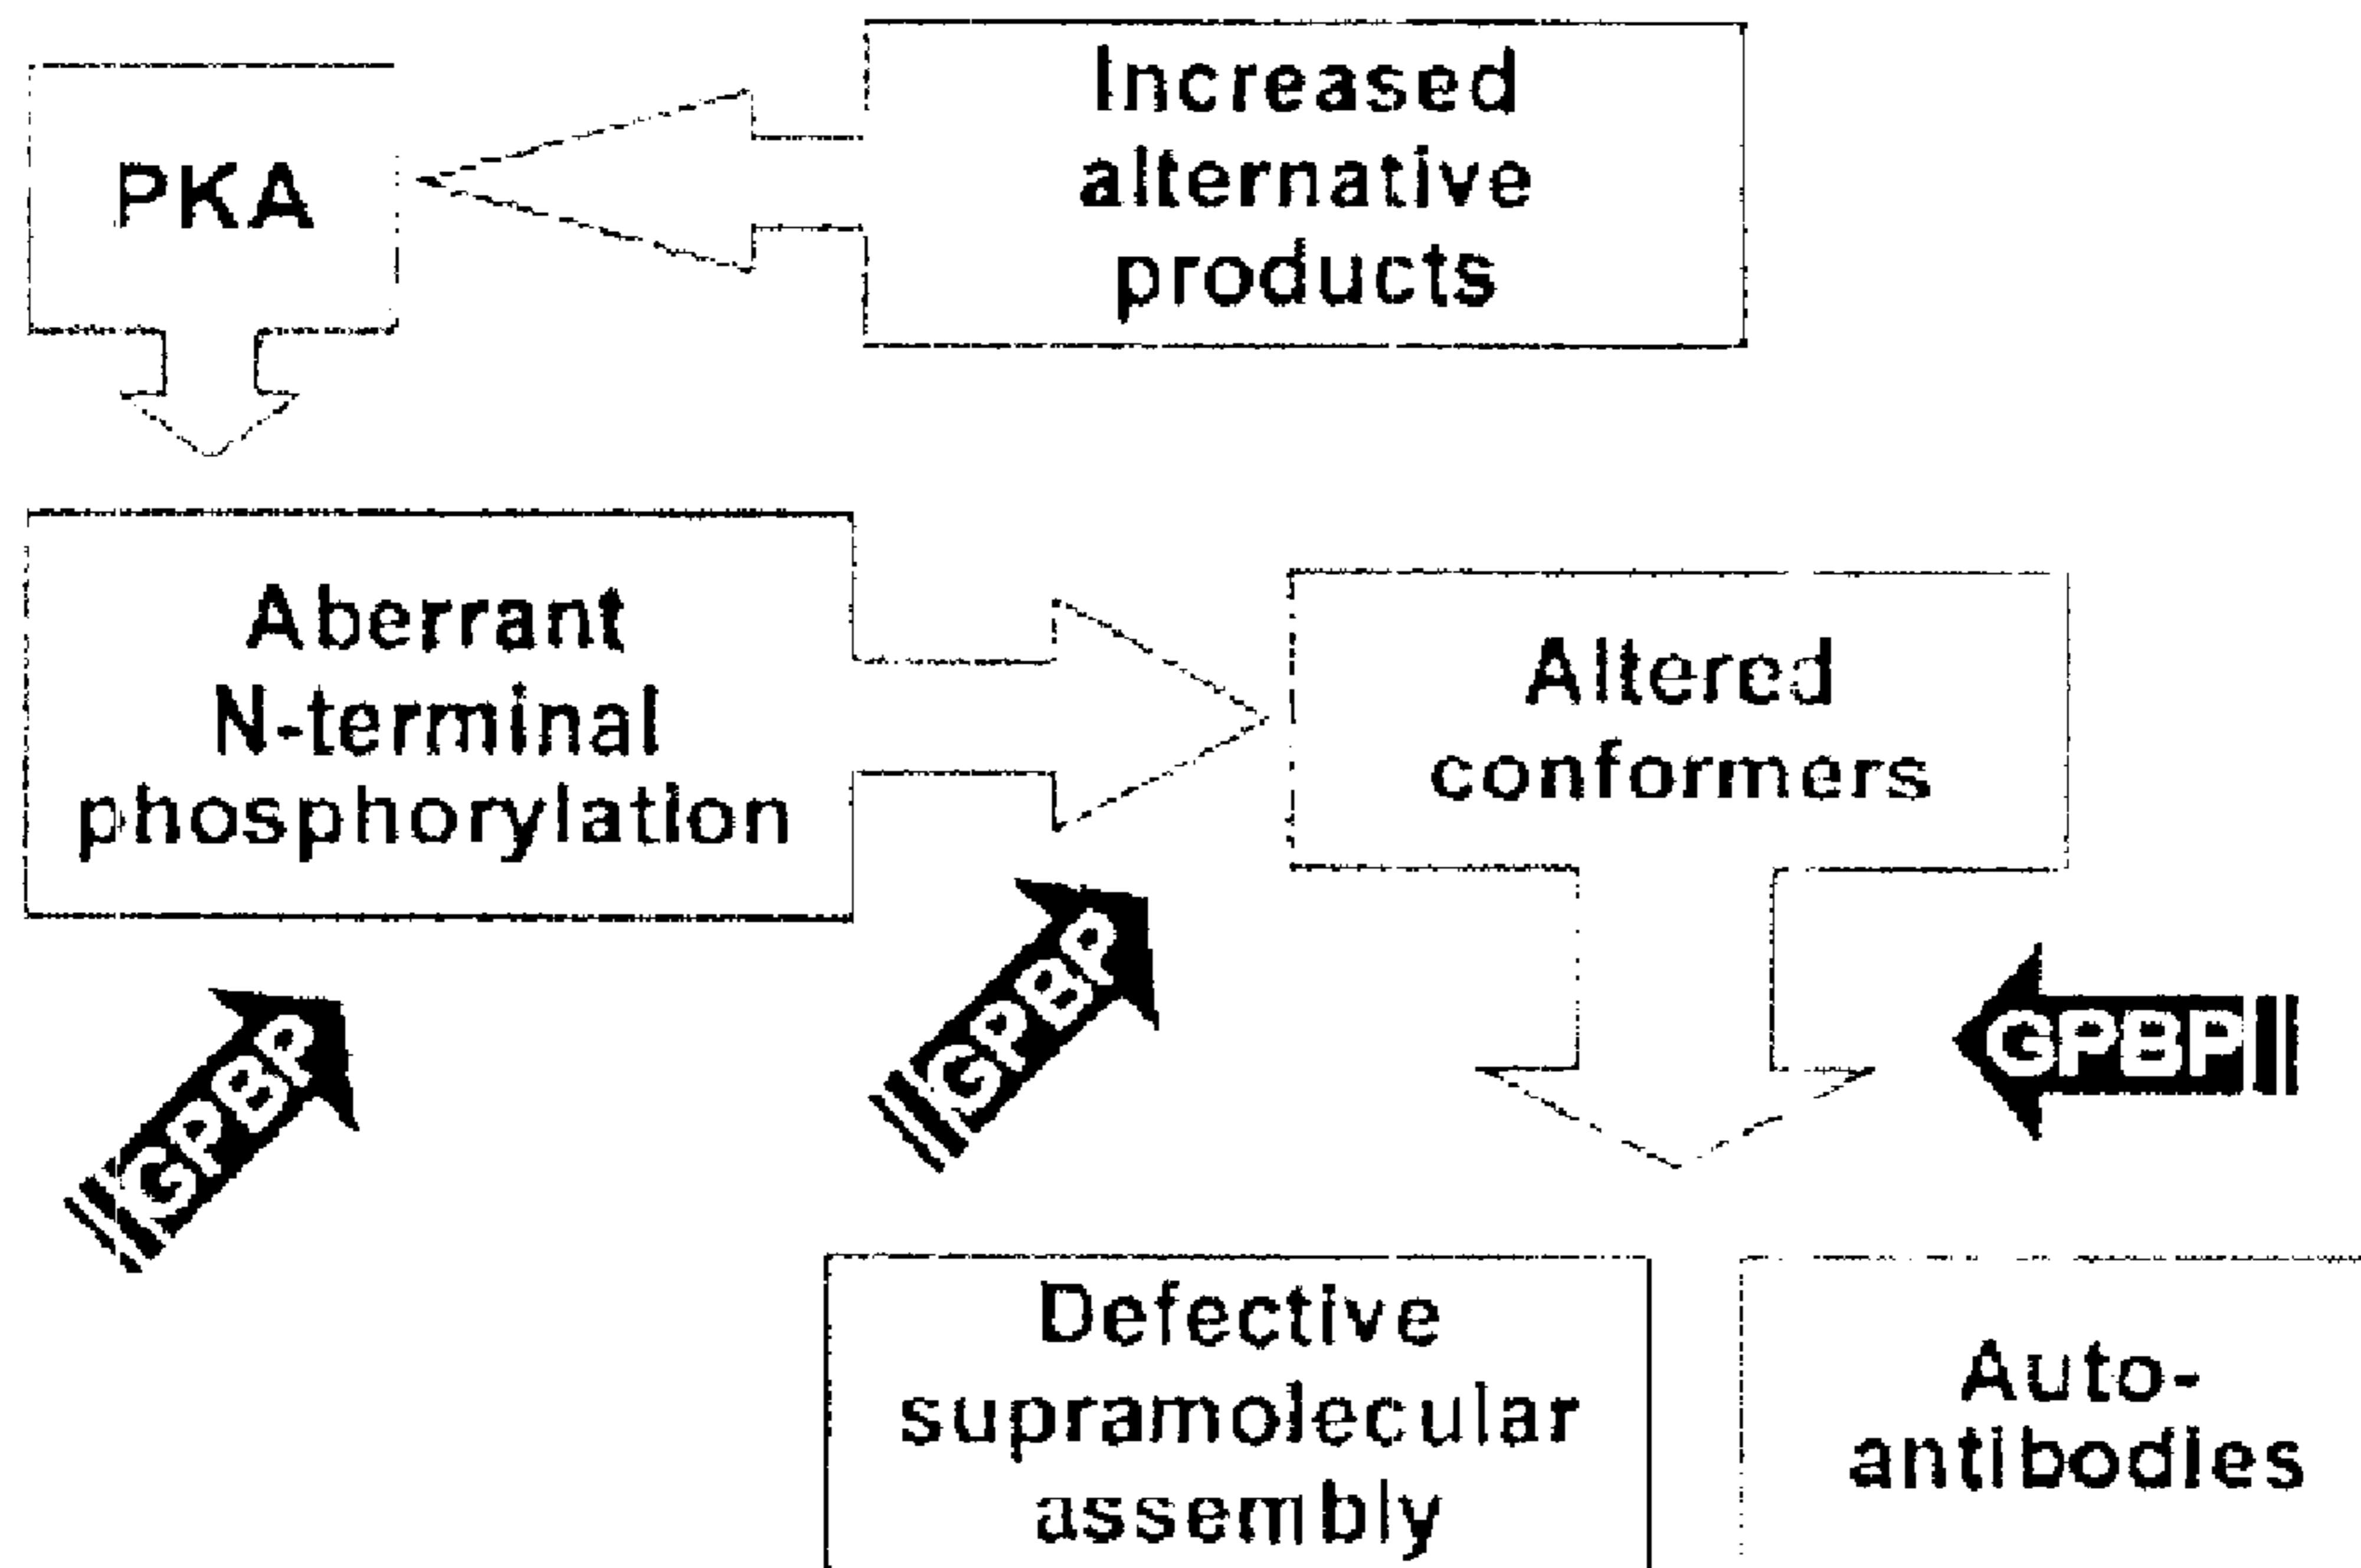 Increased
alternative
products
PKA
Aberrant
N-terminal
phosphorylation
Altered
conformers
GPBP
GPBP
GPBP
Defective
supramolecular
assembly
Auto-
antibodies